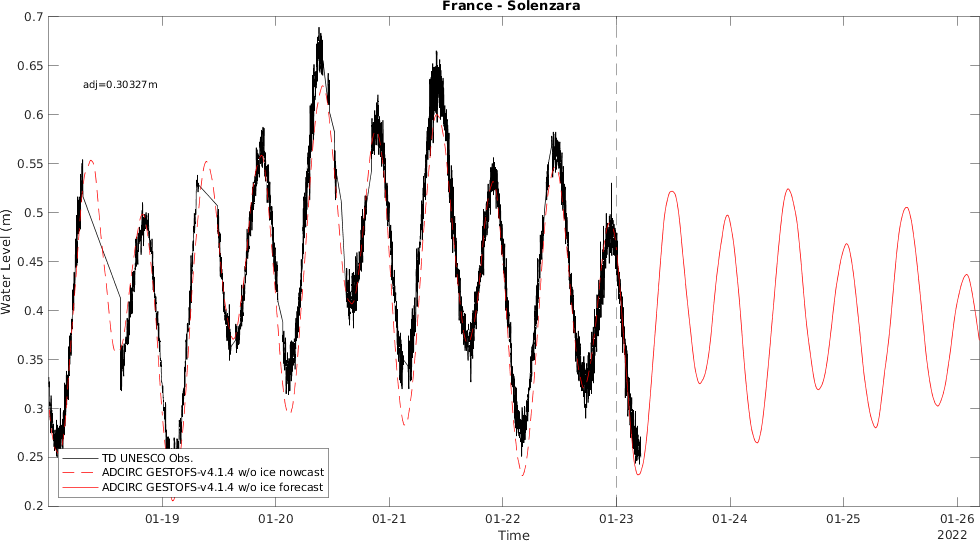 France - Solenzara
adj=0.30327m
Water Level (m)
0.7
0.65
0.6
0.55
0.5
0.45
0.4
0.35
0.3
0.25
0.2
TD UNESCO Obs.
ADCIRC GESTOFS-v4.1.4 w/o ice nowcast
ADCIRC GESTOFS-v4.1.4 w/o ice forecast
01-19 01-20 01-21 01-22 01-23 01-24 01-25 01-26
2022
Time